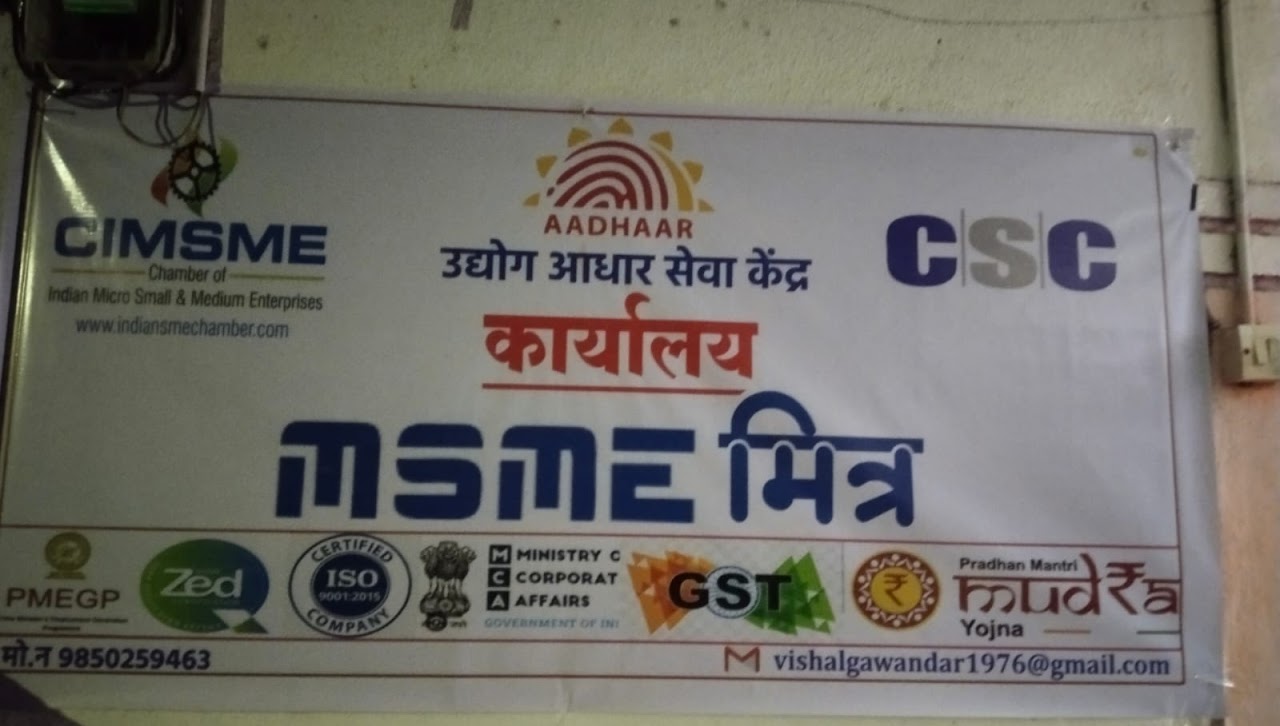 CIMSME
Chamber of
Indian Micro Small & Medium Enterprises
www.indiansmechamber.com
AADHAAR
उद्योग आधार सेवा केंद्र
CSC
कार्यालय
MSME मित्र
PMEGP
Zed
CERTIFIED
ISO
9001:2015
COMPANY
MCA
MINISTRY C
CORPORAT
AFFAIRS
GOVERNMENT OF INI
GST
₹
Pradhan Mantri
mud₹a
Yojna
मो.न 9850259463
vishalgawandar1976@gmail.com